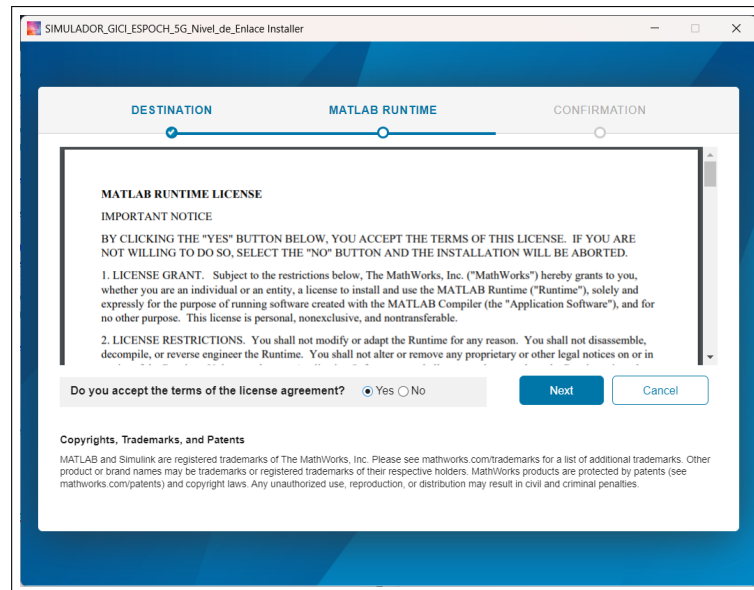 SIMULADOR_GICI_ESPOCH_5G_Nivel_de_Enlace Installer
DESTINATION
MATLAB RUNTIME
CONFIRMATION
MATLAB RUNTIME LICENSE
IMPORTANT NOTICE
BY CLICKING THE "YES" BUTTON BELOW, YOU ACCEPT THE TERMS OF THIS LICENSE. IF YOU ARE
NOT WILLING TO DO SO, SELECT THE "NO" BUTTON AND THE INSTALLATION WILL BE ABORTED.
1. LICENSE GRANT. Subject to the restrictions below, The MathWorks, Inc. ("MathWorks") hereby grants to you,
whether you are an individual or an entity, a license to install and use the MATLAB Runtime ("Runtime"), solely and
expressly for the purpose of running software created with the MATLAB Compiler (the "Application Software"), and for
no other purpose. This license is personal, nonexclusive, and nontransferable.
2. LICENSE RESTRICTIONS. You shall not modify or adapt the Runtime for any reason. You shall not disassemble,
decompile, or reverse engineer the Runtime. You shall not alter or remove any proprietary or other legal notices on or in
Do you accept the terms of the license agreement? Yes No
Next
Cancel
Copyrights, Trademarks, and Patents
MATLAB and Simulink are registered trademarks of The MathWorks, Inc. Please see mathworks.com/trademarks for a list of additional trademarks. Other
product or brand names may be trademarks or registered trademarks of their respective holders. MathWorks products are protected by patents (see
mathworks.com/patents) and copyright laws. Any unauthorized use, reproduction, or distribution may result in civil and criminal penalties.